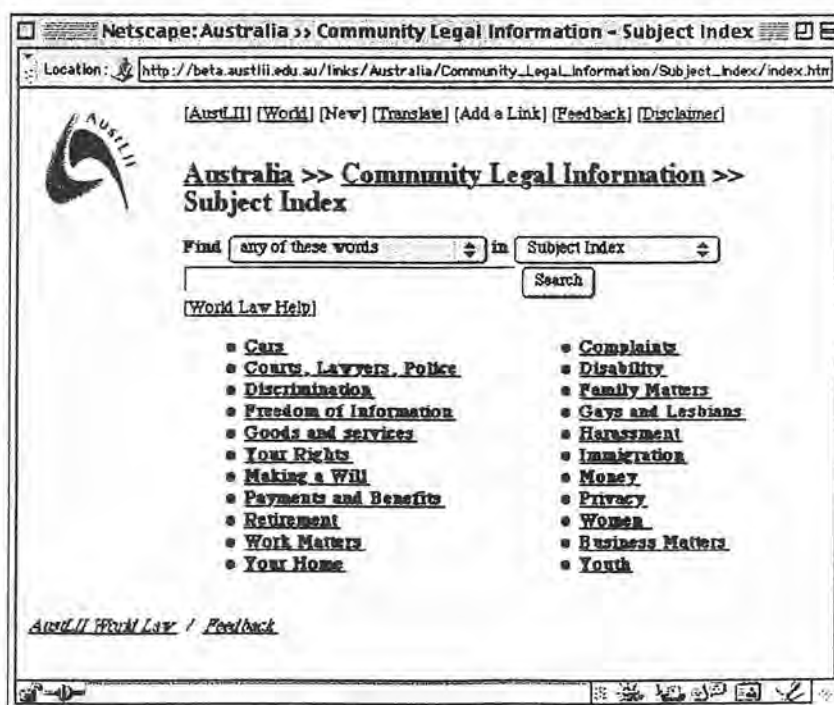 Netscape: Australia >> Community Legal Information - Subject Index
Location: http://beta.austlii.edu.au/links/Australia/Community_Legal_Information/Subject_Index/index.htm
AustLII
[AustLII] [World] [New] [Translate] [Add a Link] [Feedback] [Disclaimer]
Australia >> Community Legal Information >>
Subject Index
Find any of these words in Subject Index
Search
[World Law Help]
Cars
Courts, Lawyers, Police
Discrimination
Freedom of Information
Goods and services
Your Rights
Making a Will
Payments and Benefits
Retirement
Work Matters
Your Home
Complaints
Disability
Family Matters
Gays and Lesbians
Harassment
Immigration
Money
Privacy
Women
Business Matters
Youth
AustLII World Law / Feedback